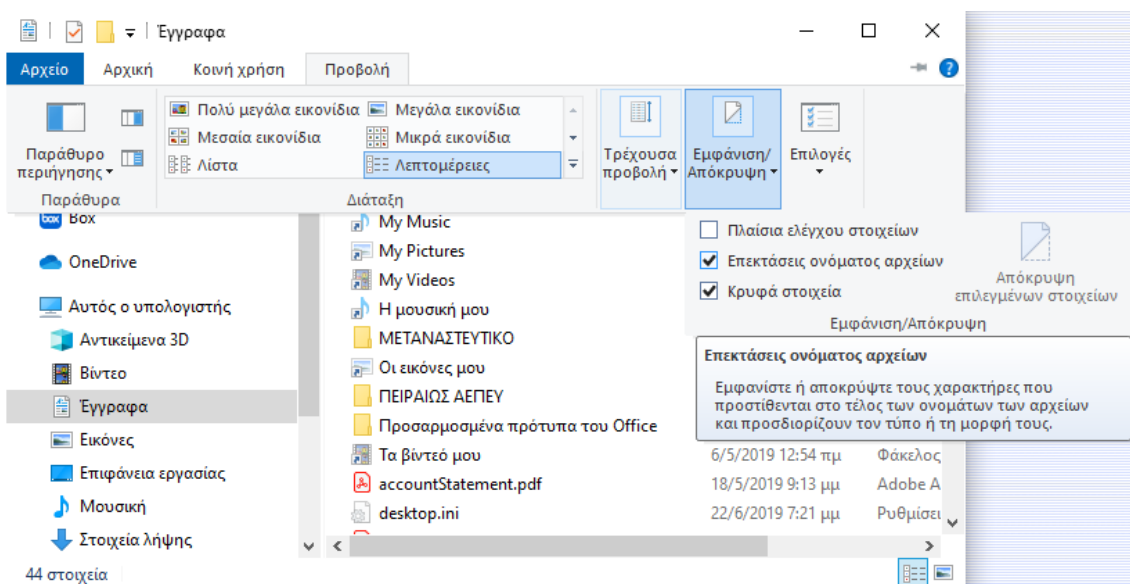 Έγγραφα
Αρχείο Αρχική Κοινή χρήση Προβολή
Πολύ μεγάλα εικονίδια Μεγάλα εικονίδια
Μεσαία εικονίδια Μικρά εικονίδια
Λίστα Λεπτομέρειες
Παράθυρο
περιήγησης
Τρέχουσα
προβολή
Εμφάνιση/
Απόκρυψη
Επιλογές
Παράθυρα Διάταξη
box Box
OneDrive
Αυτός ο υπολογιστής
Αντικείμενα 3D
Βίντεο
Έγγραφα
Εικόνες
Επιφάνεια εργασίας
Μουσική
Στοιχεία λήψης
My Music
My Pictures
My Videos
Η μουσική μου
ΜΕΤΑΝΑΣΤΕΥΤΙΚΟ
Οι εικόνες μου
ΠΕΙΡΑΙΩΣ ΑΕΠΕΥ
Προσαρμοσμένα πρότυπα του Office
Τα βίντεό μου 6/5/2019 12:54 πμ Φάκελος
accountStatement.pdf 18/5/2019 9:13 μμ Adobe A
desktop.ini 22/6/2019 7:21 μμ Ρυθμίσει
Πλαίσια ελέγχου στοιχείων
Επεκτάσεις ονόματος αρχείων
Κρυφά στοιχεία
Απόκρυψη
επιλεγμένων στοιχείων
Εμφάνιση/Απόκρυψη
Επεκτάσεις ονόματος αρχείων
Εμφανίστε ή αποκρύψτε τους χαρακτήρες που
προστίθενται στο τέλος των ονομάτων των αρχείων
και προσδιορίζουν τον τύπο ή τη μορφή τους.
44 στοιχεία